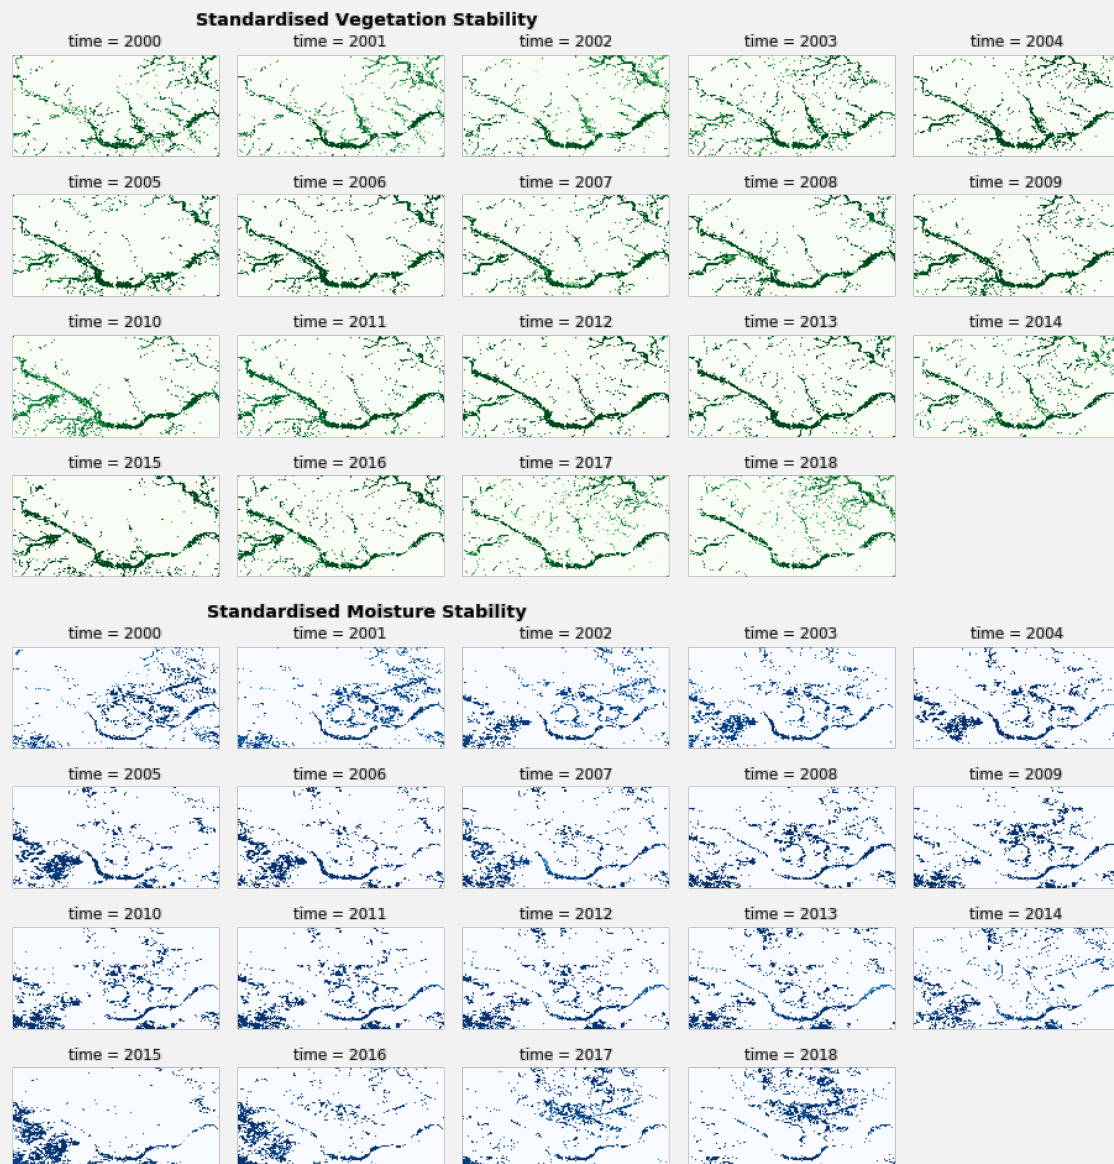 Standardised Vegetation Stability
time = 2000 time = 2001 time = 2002 time = 2003 time = 2004
time = 2005 time = 2006 time = 2007 time = 2008 time = 2009
time = 2010 time = 2011 time = 2012 time = 2013 time = 2014
time = 2015 time = 2016 time = 2017 time = 2018
Standardised Moisture Stability
time = 2000 time = 2001 time = 2002 time = 2003 time = 2004
time = 2005 time = 2006 time = 2007 time = 2008 time = 2009
time = 2010 time = 2011 time = 2012 time = 2013 time = 2014
time = 2015 time = 2016 time = 2017 time = 2018